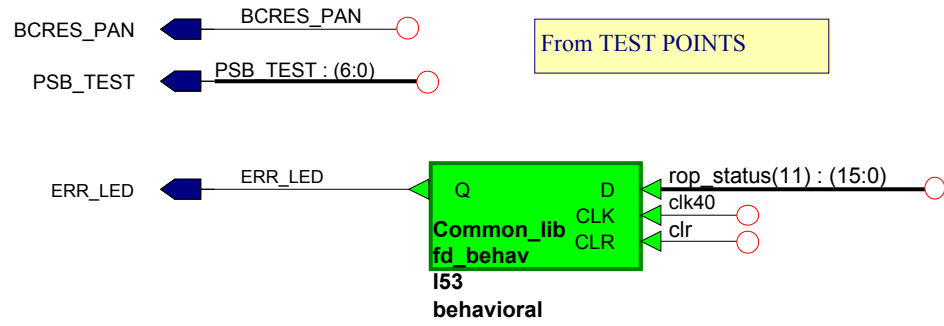 BCRES_PAN
BCRES_PAN
From TEST POINTS
PSB_TEST
PSB_TEST : (6:0)
ERR_LED
ERR_LED
Q
D
rop_status(11) : (15:0)
CLK
clk40
Common_lib
CLR
clr
fd_behav
I53
behavioral